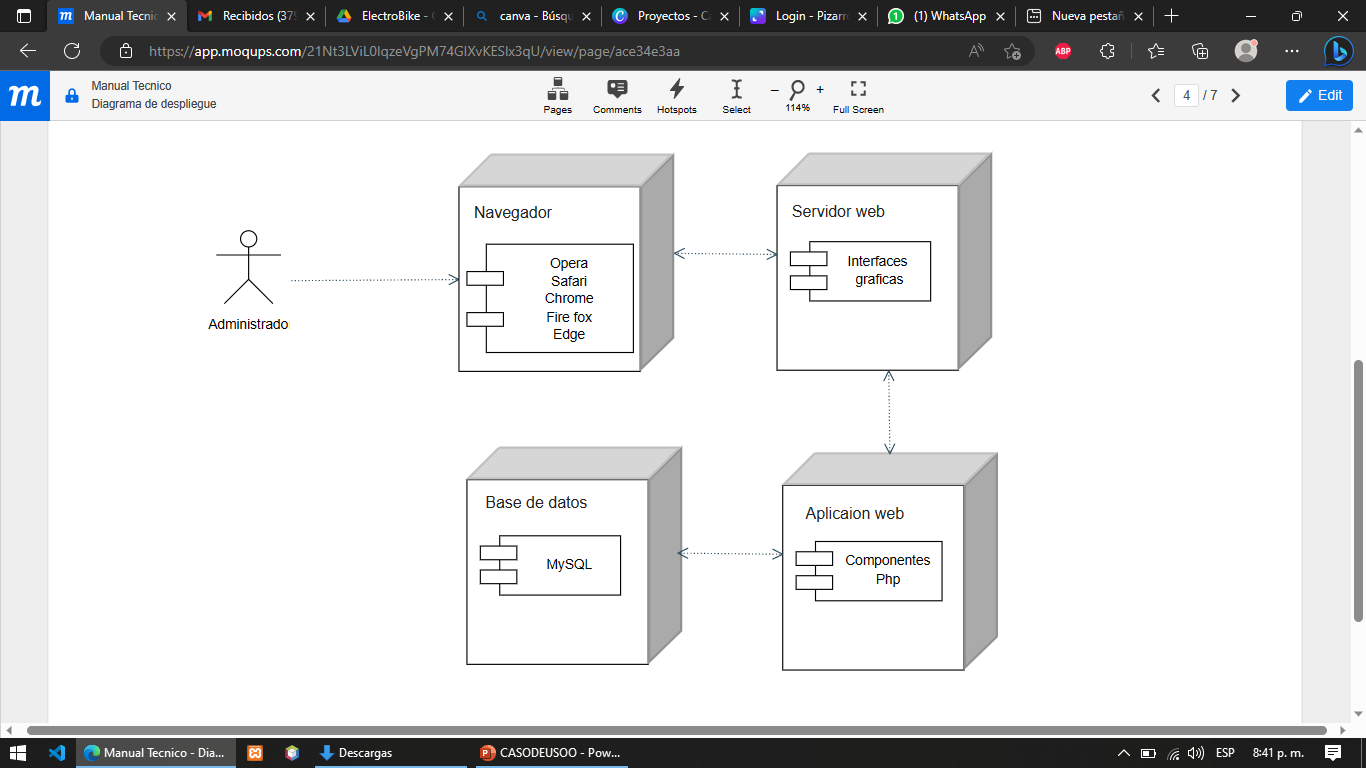 Manual Tecnic
Recibidos (375
ElectroBike - G
canva - Búsqu
Proyectos - Ca
Login - Pizarr
(1) WhatsApp
Nueva pestañ
https://app.moqups.com/21Nt3LViL0IqzeVgPM74GlXvKESlx3qU/view/page/ace34e3aa
ABP
m
Manual Tecnico
Diagrama de despliegue
Pages
Comments
Hotspots
Select
114%
Full Screen
4 / 7
Edit
Navegador
Opera
Safari
Chrome
Fire fox
Edge
Servidor web
Interfaces
graficas
Administrado
Base de datos
MySQL
Aplicaion web
Componentes
Php
Manual Tecnico - Dia...
Descargas
CASODEUSOO - Pow...
ESP
8:41 p. m.